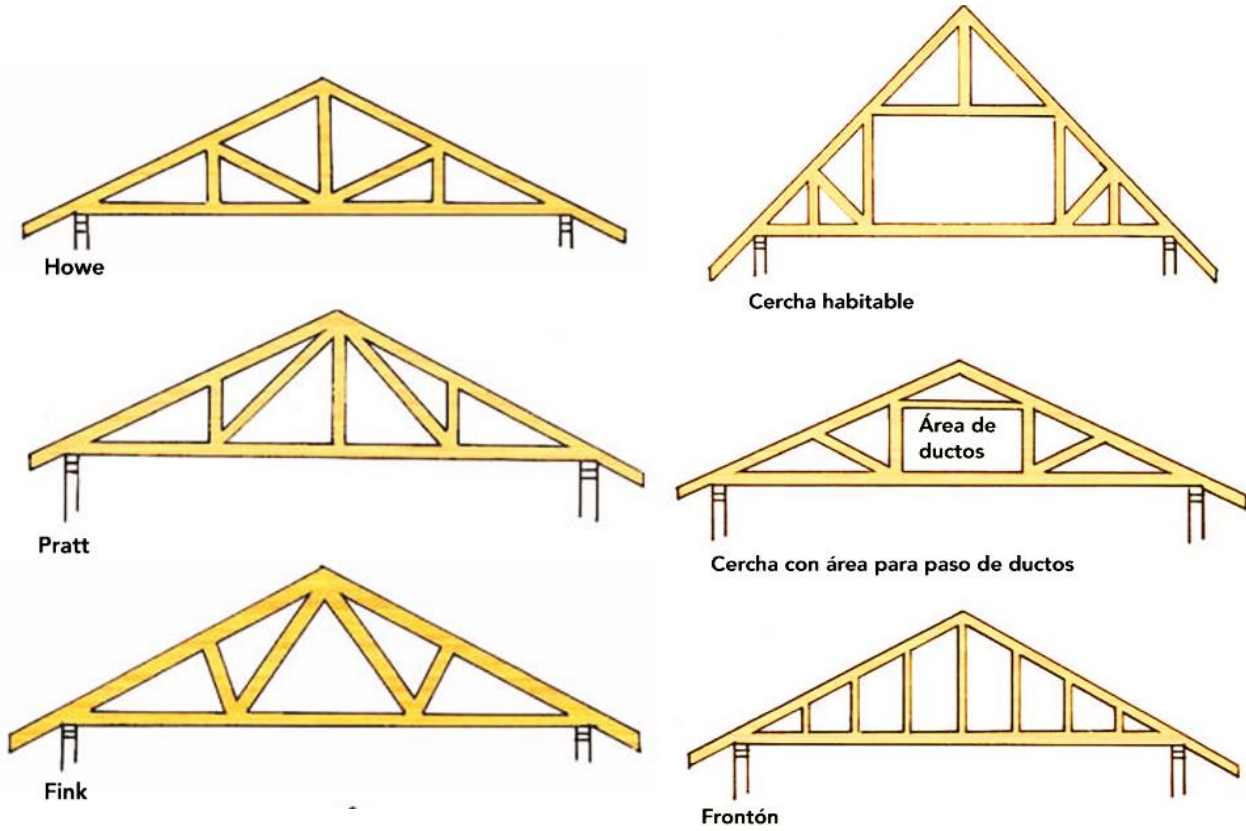 Howe
Pratt
Fink
Cercha habitable
Área de
ductos
Cercha con área para paso de ductos
Frontón